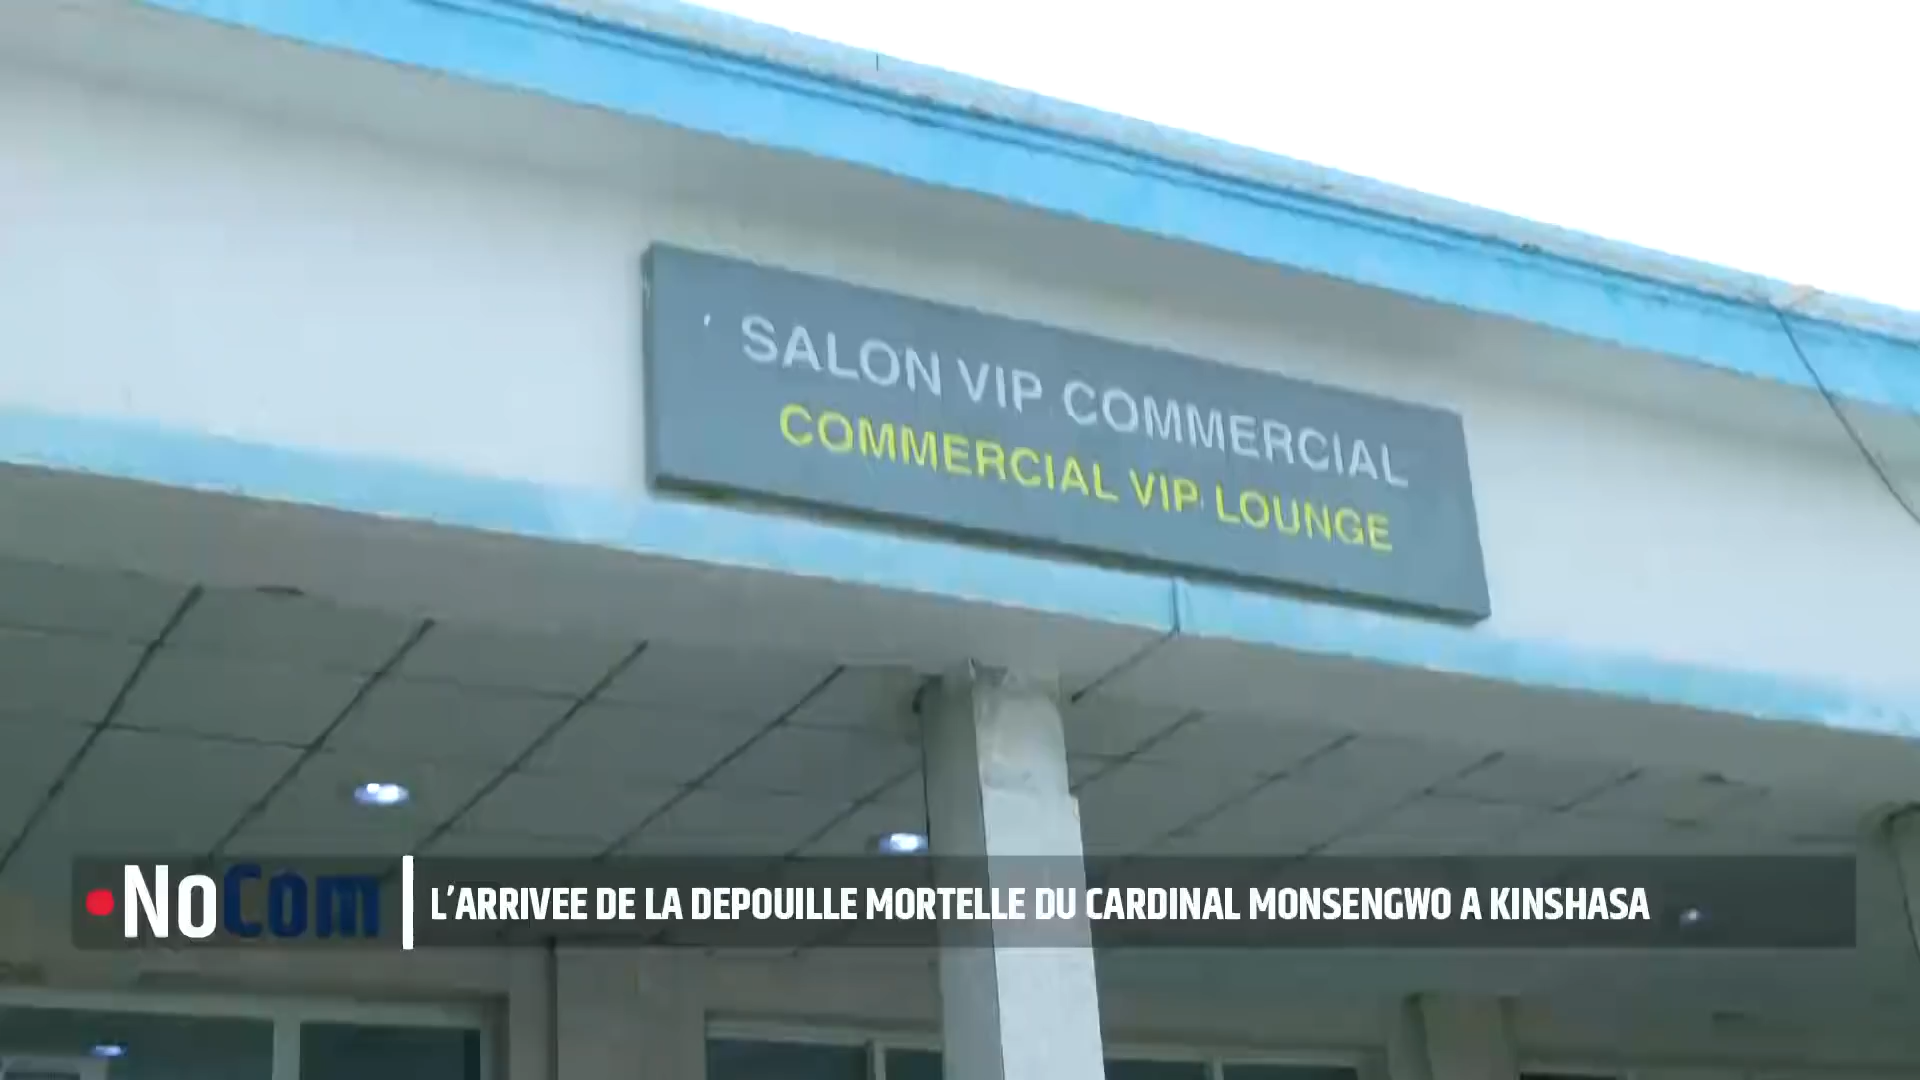 SALON VIP COMMERCIAL
COMMERCIAL VIP LOUNGE
NoCom
L'ARRIVEE DE LA DEPOUILLE MORTELLE DU CARDINAL MONSENGWO A KINSHASA